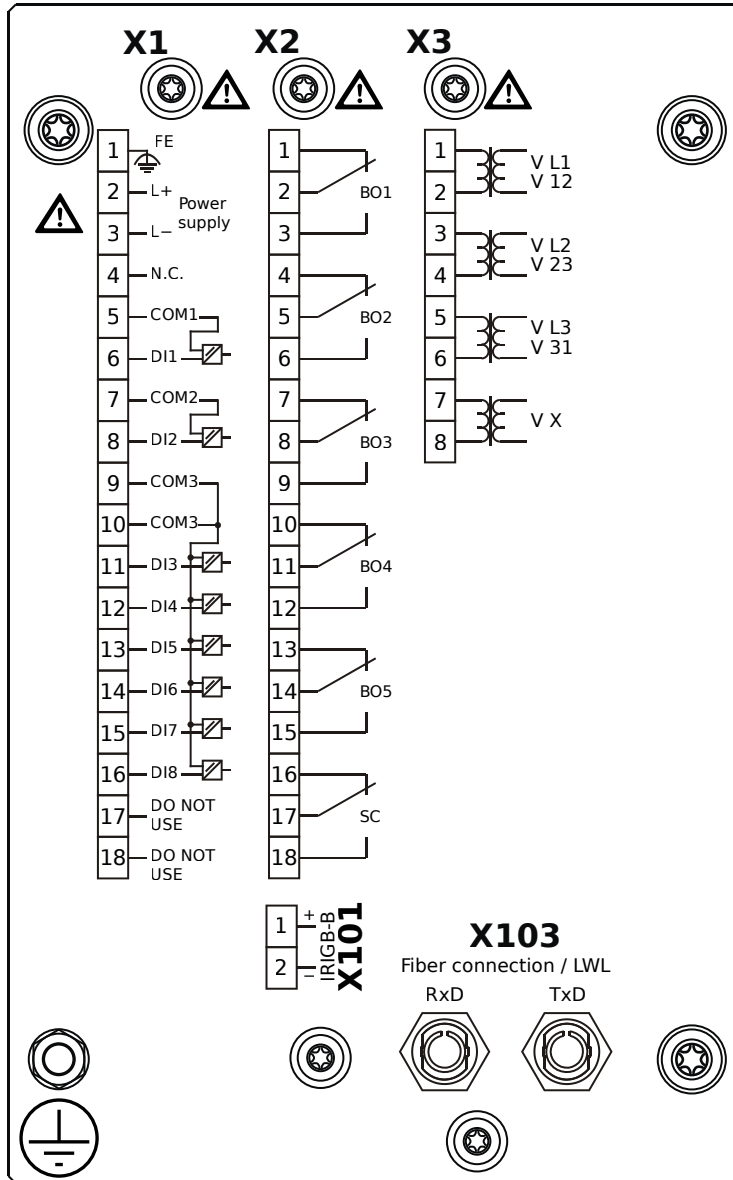 X1
X2
X3
1 FE
2 L+
Power
supply
3 L–
4 N.C.
5 COM1
6 DI1
7 COM2
8 DI2
9 COM3
10 COM3
11 DI3
12 DI4
13 DI5
14 DI6
15 DI7
16 DI8
17 DO NOT
USE
18 DO NOT
USE
1
2 BO1
3
4
5 BO2
6
7
8 BO3
9
10
11 BO4
12
13
14 BO5
15
16
17 SC
18
1 V L1
2 V 12
3 V L2
4 V 23
5 V L3
6 V 31
7
V X
8
1 +
2 –
IRIGB-B
X101
X103
Fiber connection / LWL
RxD
TxD